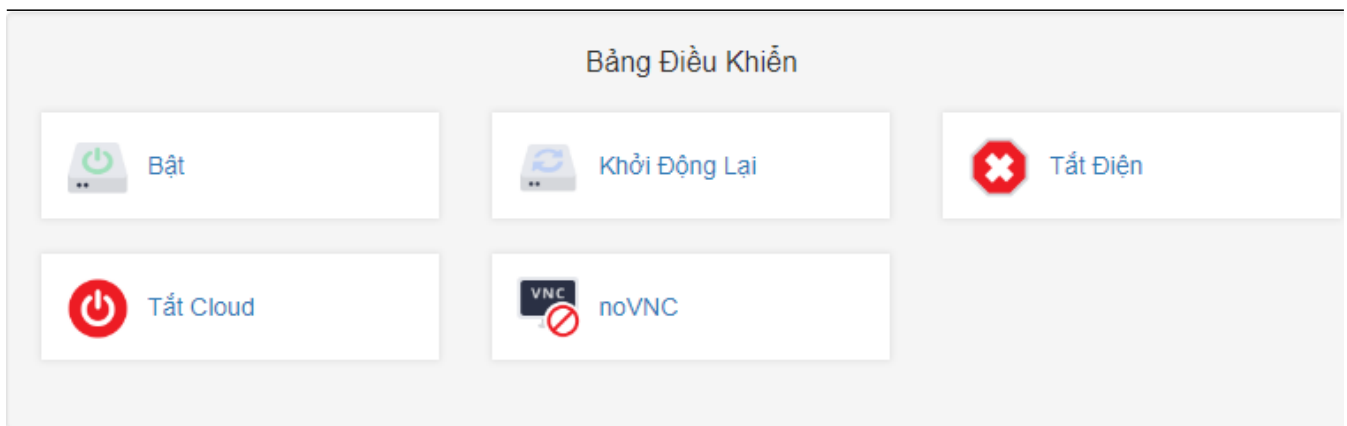 Bảng Điều Khiển
Bật
Khởi Động Lại
Tắt Điện
Tắt Cloud
VNC
noVNC